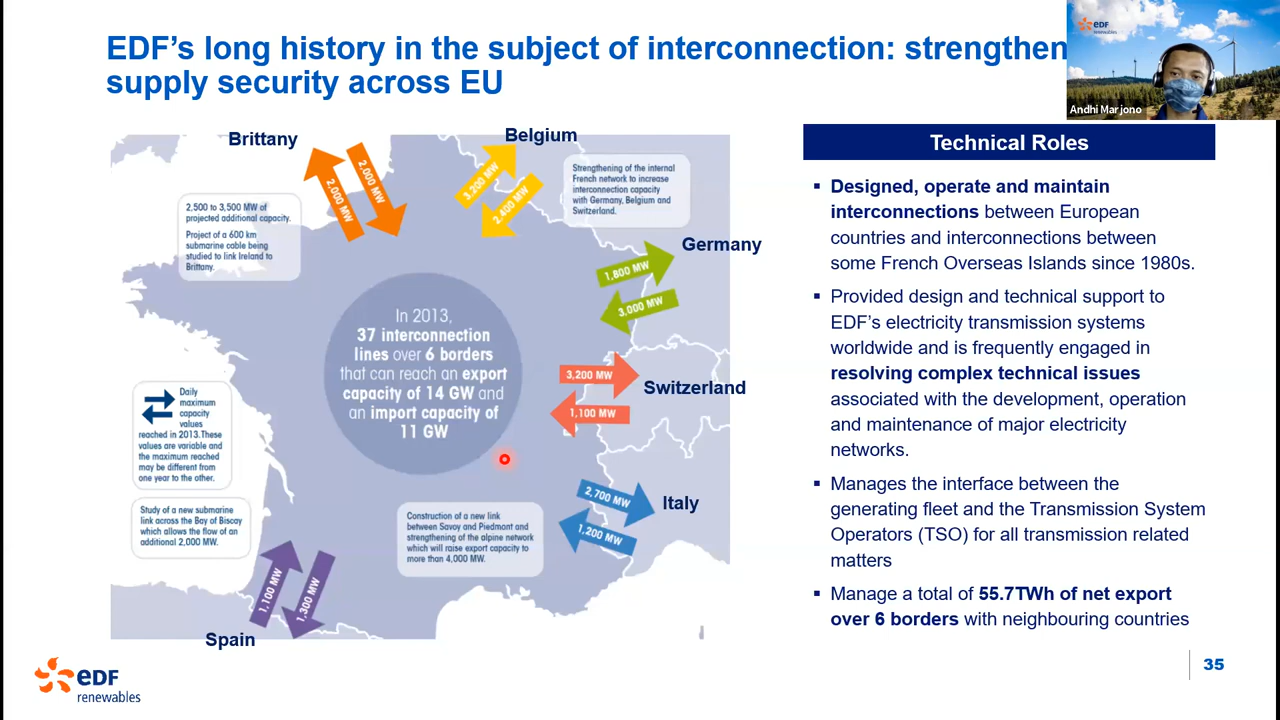 EDF's long history in the subject of interconnection: strengthen
supply security across EU
edf
renewables
Andhi Marjono
Brittany
2,000 MW
2,000 MW
Belgium
3,200 MW
2,400 MW
Strengthening of the internal
French network to increase
interconnection capacity
with Germany, Belgium and
Switzerland.
2,500 to 3,500 MW of
projected additional capacity.
Project of a 600 km
submarine cable being
studied to link Ireland to
Brittany.
Germany
1,800 MW
3,000 MW
In 2013,
37 interconnection
lines over 6 borders
that can reach an export
capacity of 14 GW and
an import capacity of
11 GW
3,200 MW
Switzerland
1,100 MW
Daily
maximum
capacity
values
reached in 2013. These
values are variable and
the maximum reached
may be different from
one year to the other.
Study of a new submarine
link across the Bay of Biscay
which allows the flow of an
additional 2,000 MW.
2,700 MW
Italy
1,200 MW
Construction of a new link
between Savoy and Piedmont and
strengthening of the alpine network
which will raise export capacity to
more than 4,000 MW.
1,100 MW
1,300 MW
Spain
Technical Roles
▪ Designed, operate and maintain
interconnections between European
countries and interconnections between
some French Overseas Islands since 1980s.
▪ Provided design and technical support to
EDF's electricity transmission systems
worldwide and is frequently engaged in
resolving complex technical issues
associated with the development, operation
and maintenance of major electricity
networks.
▪ Manages the interface between the
generating fleet and the Transmission System
Operators (TSO) for all transmission related
matters
▪ Manage a total of 55.7TWh of net export
over 6 borders with neighbouring countries
edf
renewables
35